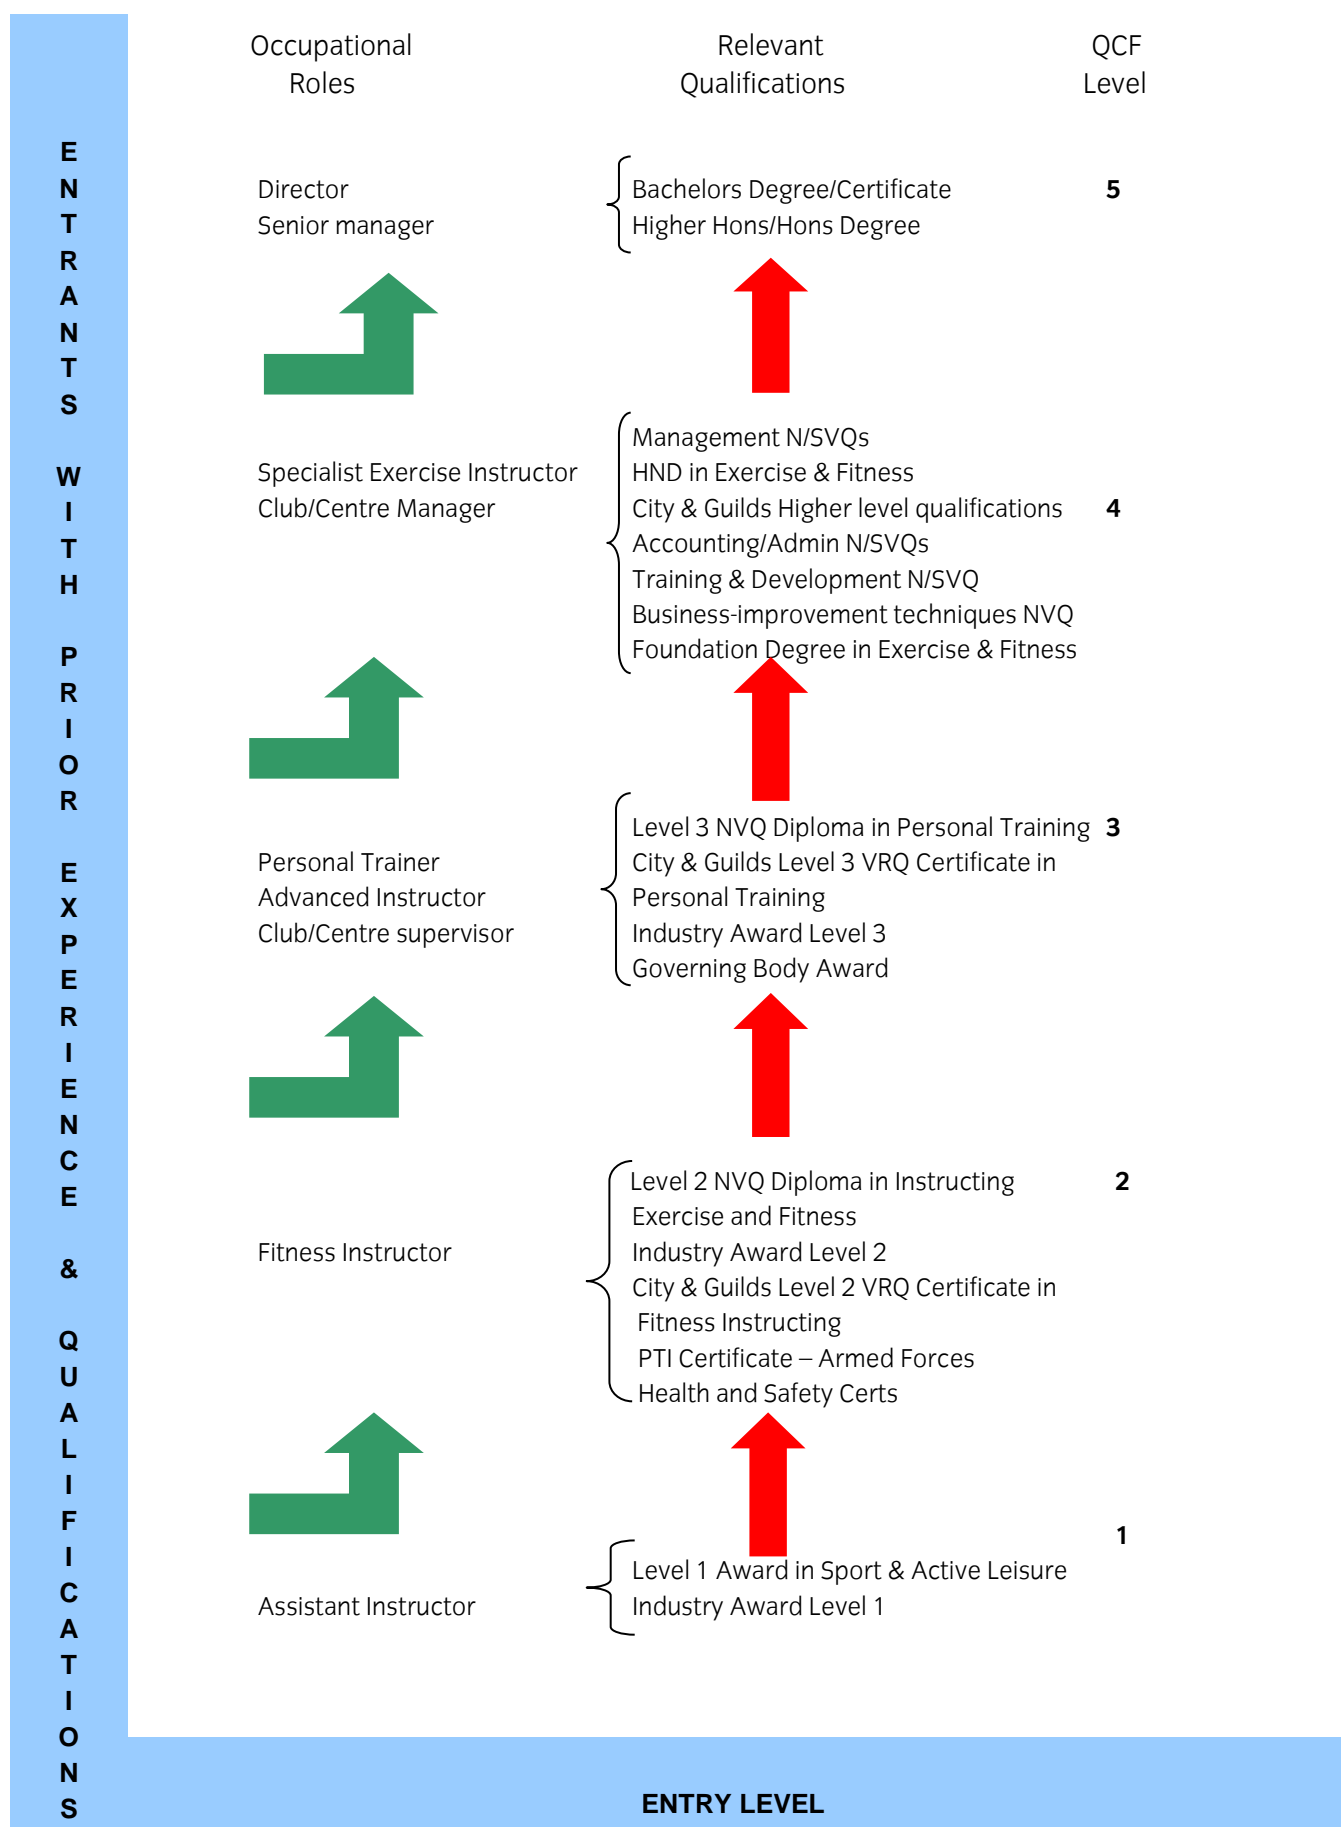 Occupational Roles
Relevant Qualifications
QCF Level
ENTRANTS WITH PRIOR EXPERIENCE & QUALIFICATIONS
Director
Senior manager
Bachelors Degree/Certificate
Higher Hons/Hons Degree
5
Specialist Exercise Instructor
Club/Centre Manager
Management N/SVQs
HND in Exercise & Fitness
City & Guilds Higher level qualifications
Accounting/Admin N/SVQs
Training & Development N/SVQ
Business-improvement techniques NVQ
Foundation Degree in Exercise & Fitness
4
Personal Trainer
Advanced Instructor
Club/Centre supervisor
Level 3 NVQ Diploma in Personal Training
City & Guilds Level 3 VRQ Certificate in
Personal Training
Industry Award Level 3
Governing Body Award
3
Fitness Instructor
Level 2 NVQ Diploma in Instructing
Exercise and Fitness
Industry Award Level 2
City & Guilds Level 2 VRQ Certificate in
Fitness Instructing
PTI Certificate – Armed Forces
Health and Safety Certs
2
Assistant Instructor
Level 1 Award in Sport & Active Leisure
Industry Award Level 1
1
ENTRY LEVEL